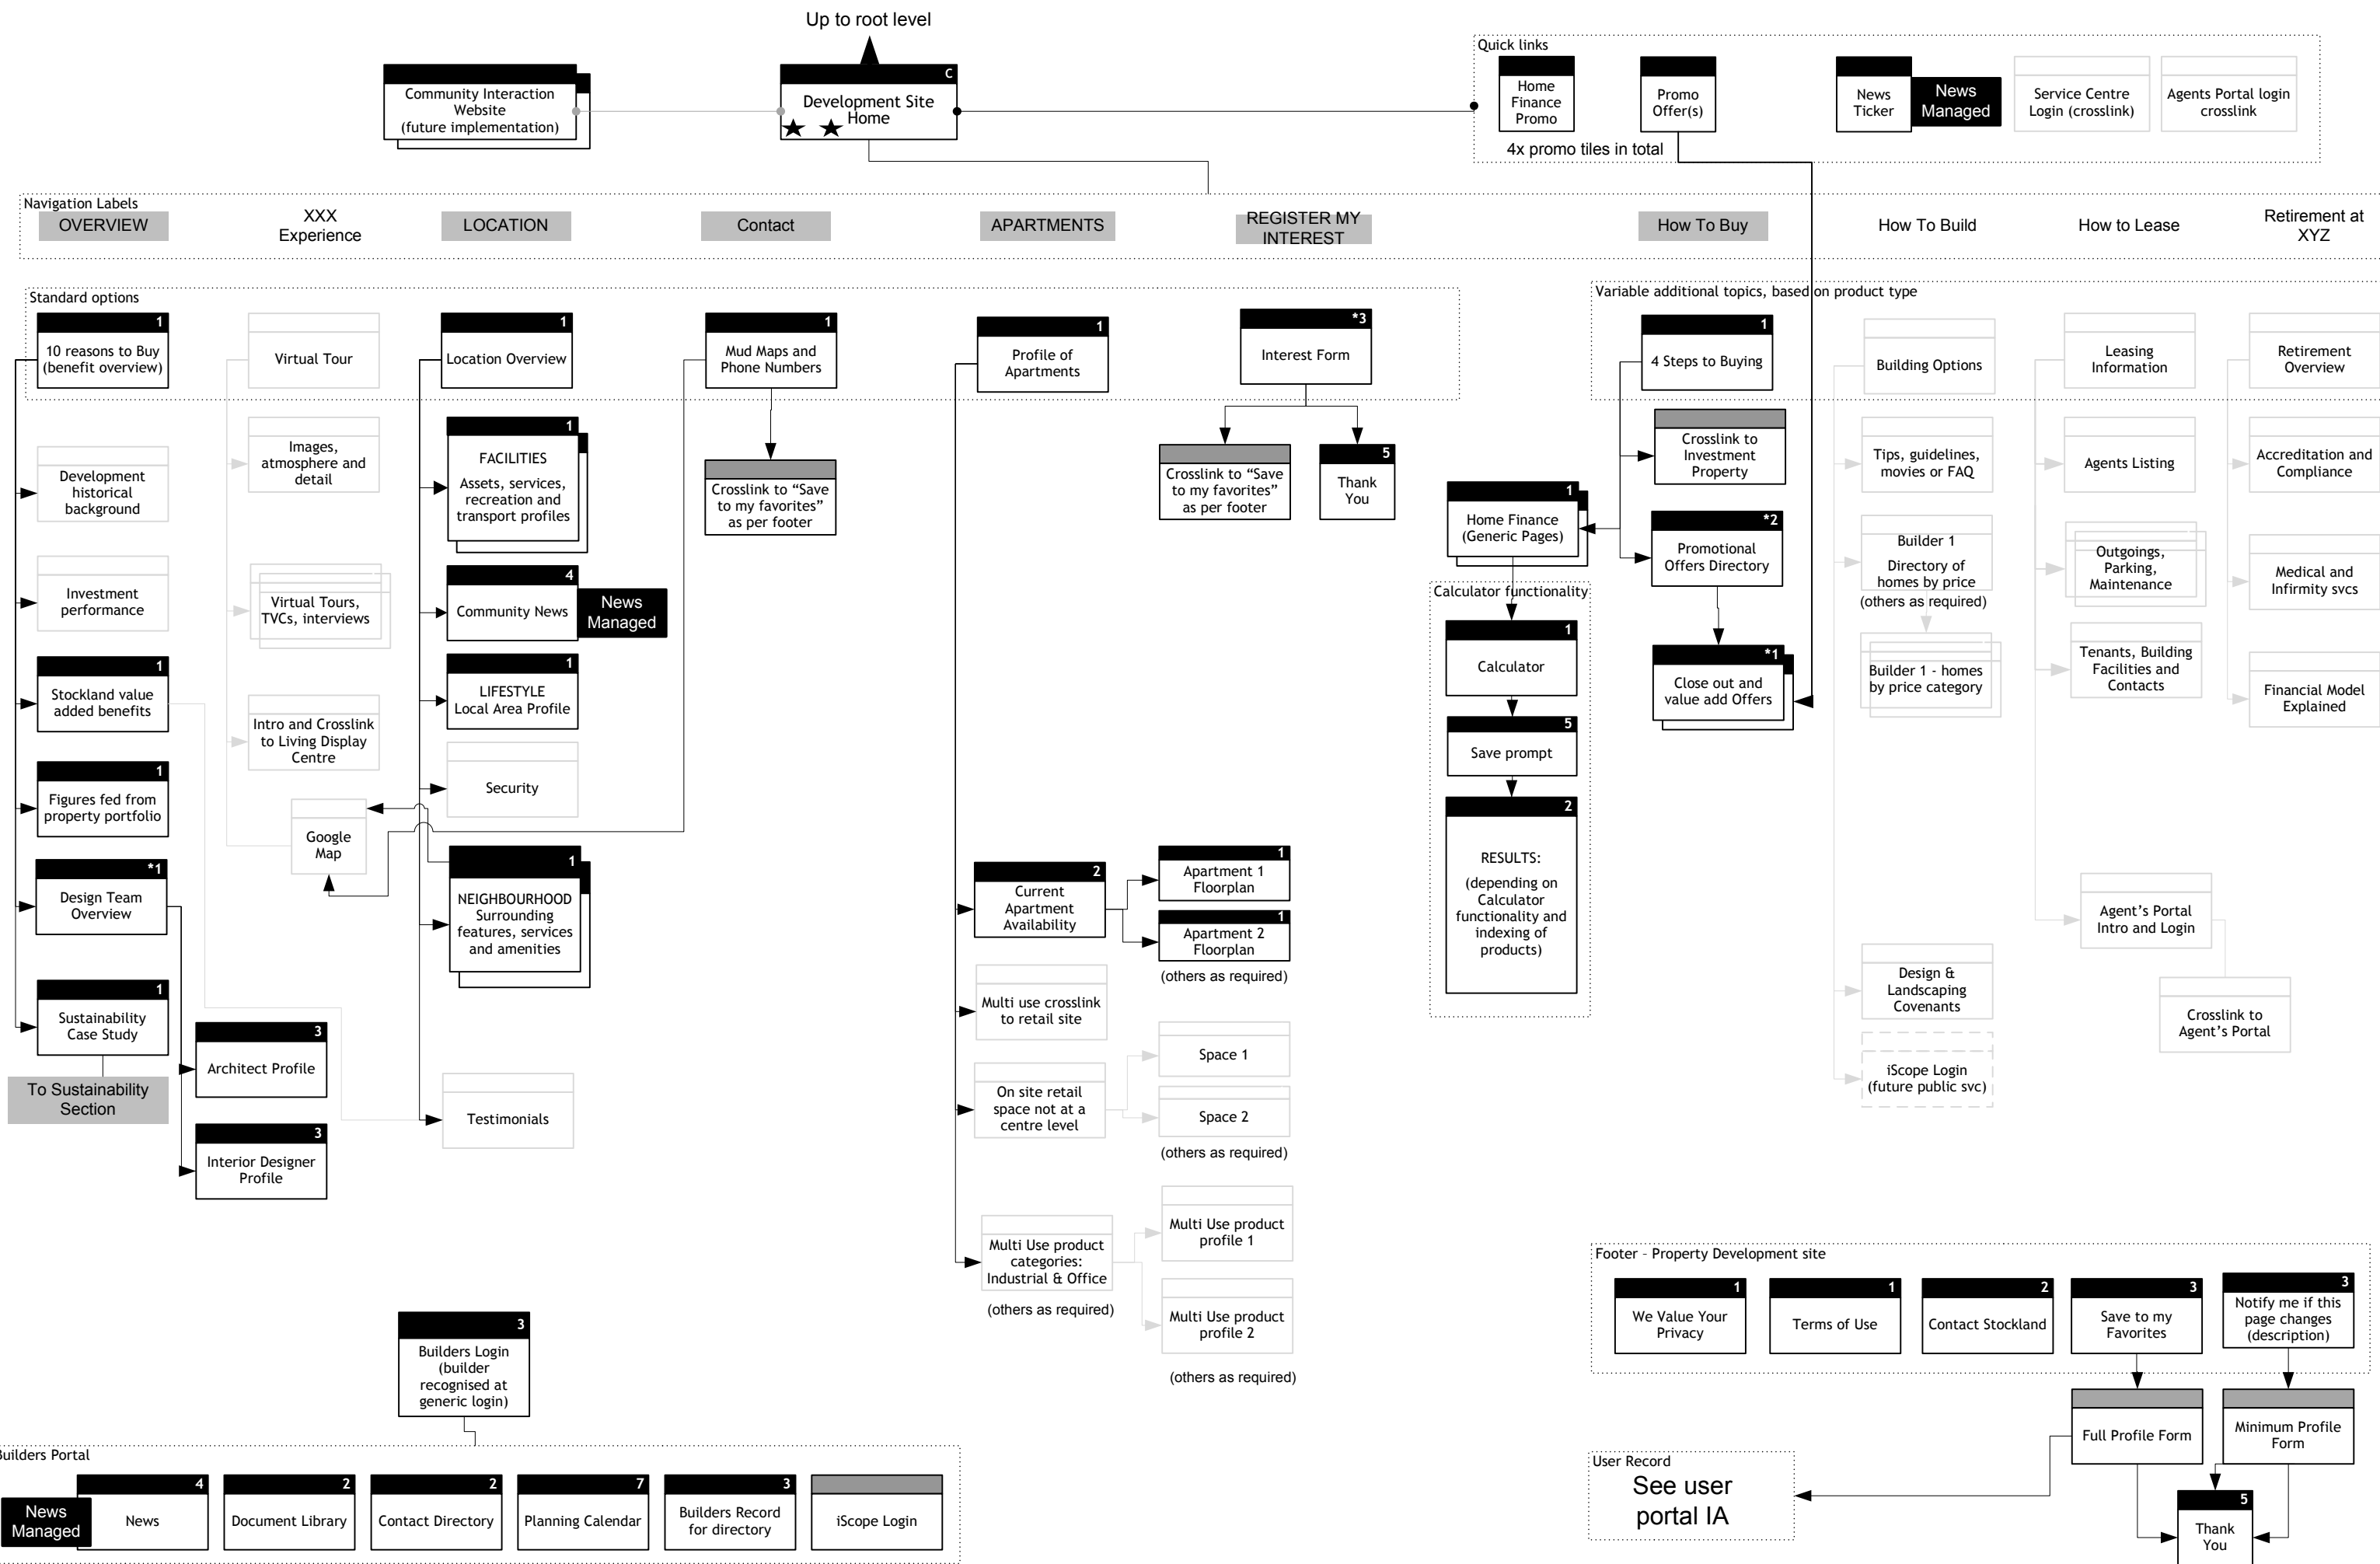 Up to root level
Community Interaction
Website
(future implementation)
C
Development Site
Home
Quick links
Home
Finance
Promo
Promo
Offer(s)
News
Ticker
News
Managed
Service Centre
Login (crosslink)
Agents Portal login
crosslink
4x promo tiles in total
Navigation Labels
OVERVIEW
XXX
Experience
LOCATION
Contact
APARTMENTS
REGISTER MY
INTEREST
How To Buy
How To Build
How to Lease
Retirement at
XYZ
Standard options
1
10 reasons to Buy
(benefit overview)
Virtual Tour
1
Location Overview
1
Mud Maps and
Phone Numbers
1
Profile of
Apartments
*3
Interest Form
Variable additional topics, based on product type
1
4 Steps to Buying
Building Options
Leasing
Information
Retirement
Overview
Development
historical
background
Investment
performance
1
Stockland value
added benefits
1
Figures fed from
property portfolio
*1
Design Team
Overview
1
Sustainability
Case Study
To Sustainability
Section
3
Architect Profile
3
Interior Designer
Profile
Images,
atmosphere and
detail
Virtual Tours,
TVCs, interviews
Intro and Crosslink
to Living Display
Centre
Google
Map
1
FACILITIES
Assets, services,
recreation and
transport profiles
4
Community News
News
Managed
1
LIFESTYLE
Local Area Profile
Security
1
NEIGHBOURHOOD
Surrounding
features, services
and amenities
Testimonials
Crosslink to “Save
to my favorites”
as per footer
2
Current
Apartment
Availability
1
Apartment 1
Floorplan
1
Apartment 2
Floorplan
(others as required)
Multi use crosslink
to retail site
On site retail
space not at a
centre level
Space 1
Space 2
(others as required)
Multi Use product
categories:
Industrial & Office
(others as required)
Multi Use product
profile 1
Multi Use product
profile 2
(others as required)
Crosslink to “Save
to my favorites”
as per footer
5
Thank
You
1
Home Finance
(Generic Pages)
Calculator functionality
1
Calculator
5
Save prompt
2
RESULTS:
(depending on
Calculator
functionality and
indexing of
products)
Crosslink to
Investment
Property
*2
Promotional
Offers Directory
*1
Close out and
value add Offers
Tips, guidelines,
movies or FAQ
Builder 1
Directory of
homes by price
(others as required)
Builder 1 - homes
by price category
Design &
Landscaping
Covenants
iScope Login
(future public svc)
Agents Listing
Outgoings,
Parking,
Maintenance
Tenants, Building
Facilities and
Contacts
Agent’s Portal
Intro and Login
Crosslink to
Agent’s Portal
Accreditation and
Compliance
Medical and
Infirmity svcs
Financial Model
Explained
3
Builders Login
(builder
recognised at
generic login)
Builders Portal
News
Managed
4
News
2
Document Library
2
Contact Directory
7
Planning Calendar
3
Builders Record
for directory
iScope Login
Footer - Property Development site
1
We Value Your
Privacy
1
Terms of Use
2
Contact Stockland
3
Save to my
Favorites
3
Notify me if this
page changes
(description)
Full Profile Form
Minimum Profile
Form
User Record
See user
portal IA
5
Thank
You